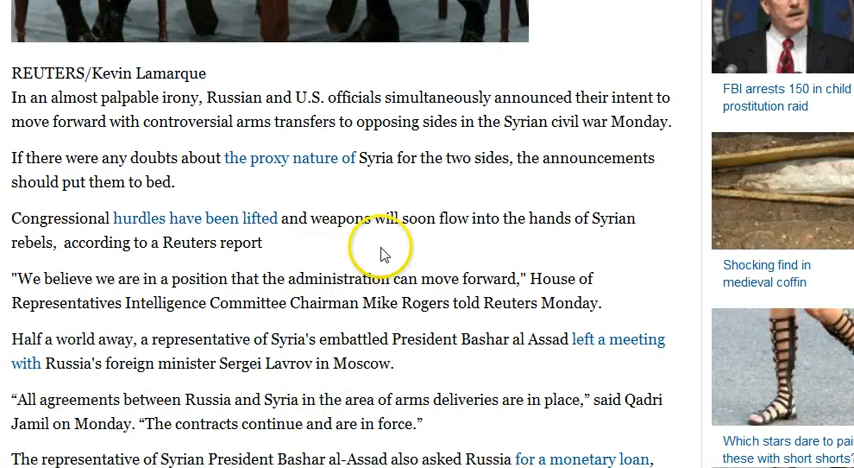 REUTERS/Kevin Lamarque
In an almost palpable irony, Russian and U.S. officials simultaneously announced their intent to
move forward with controversial arms transfers to opposing sides in the Syrian civil war Monday.
If there were any doubts about the proxy nature of Syria for the two sides, the announcements
should put them to bed.
Congressional hurdles have been lifted and weapons will soon flow into the hands of Syrian
rebels,  according to a Reuters report
"We believe we are in a position that the administration can move forward," House of
Representatives Intelligence Committee Chairman Mike Rogers told Reuters Monday.
Half a world away, a representative of Syria's embattled President Bashar al Assad left a meeting
with Russia's foreign minister Sergei Lavrov in Moscow.
“All agreements between Russia and Syria in the area of arms deliveries are in place,” said Qadri
Jamil on Monday. “The contracts continue and are in force.”
The representative of Syrian President Bashar al-Assad also asked Russia for a monetary loan,
FBI arrests 150 in child
prostitution raid
Shocking find in
medieval coffin
Which stars dare to pai
these with short shorts?